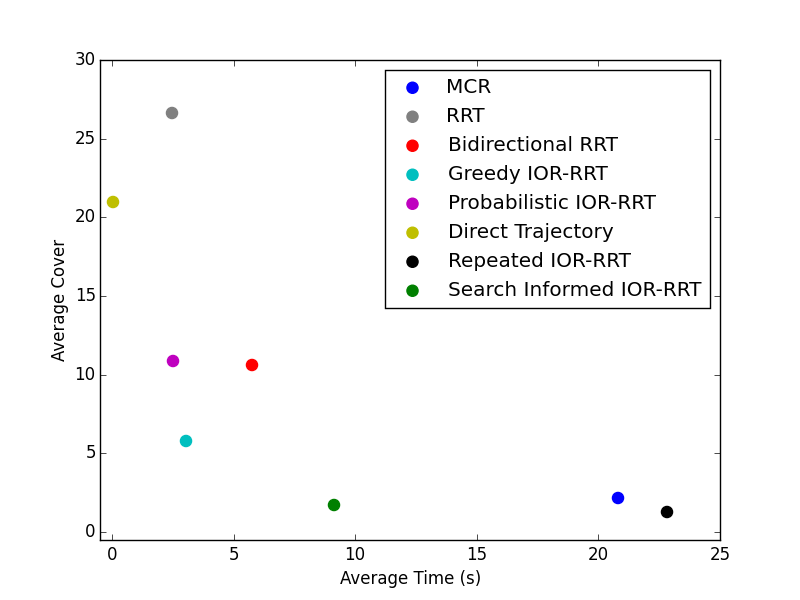 30
25
20
15
10
5
0
Average Cover
MCR
RRT
Bidirectional RRT
Greedy IOR-RRT
Probabilistic IOR-RRT
Direct Trajectory
Repeated IOR-RRT
Search Informed IOR-RRT
0 5 10 15 20 25
Average Time (s)